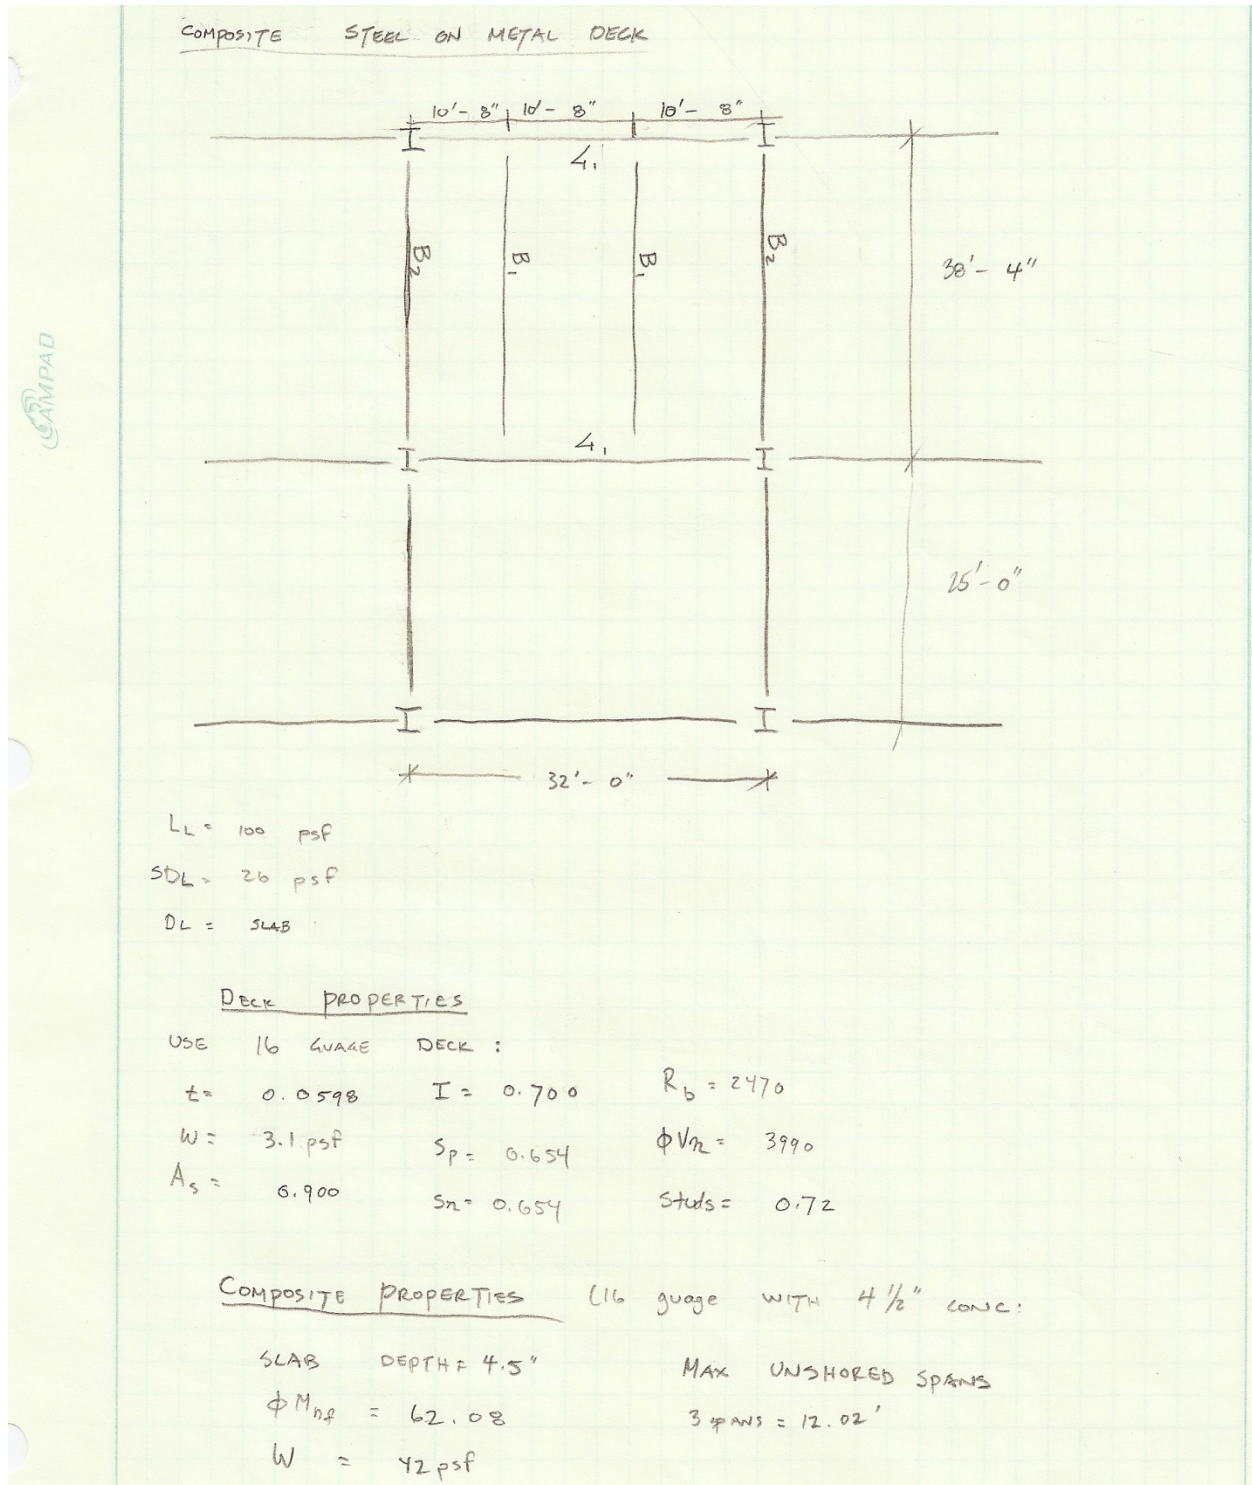 COMPOSITE STEEL ON METAL DECK
10'-8" 10'-8" 10'-8"
I I
4.
B2 B1 B1 B2
38'-4"
CAMPAD
4,
I I
25'-0"
I I
32'-0"
LL = 100 psf
SDL = 26 psf
DL = SLAB
DECK PROPERTIES
USE 16 GUAGE DECK :
t= 0.0598 I = 0.700 Rb = 2470
W= 3.1 psf Sp = 0.654 φVn = 3990
As = 0.900 Sn = 0.654 Studs = 0.72
COMPOSITE PROPERTIES (16 guage WITH 4 1/2" CONC:
SLAB DEPTH = 4.5" MAX UNSHORED SPANS
φMnf = 62.08 3 SPANS = 12.02'
W = 42 psf